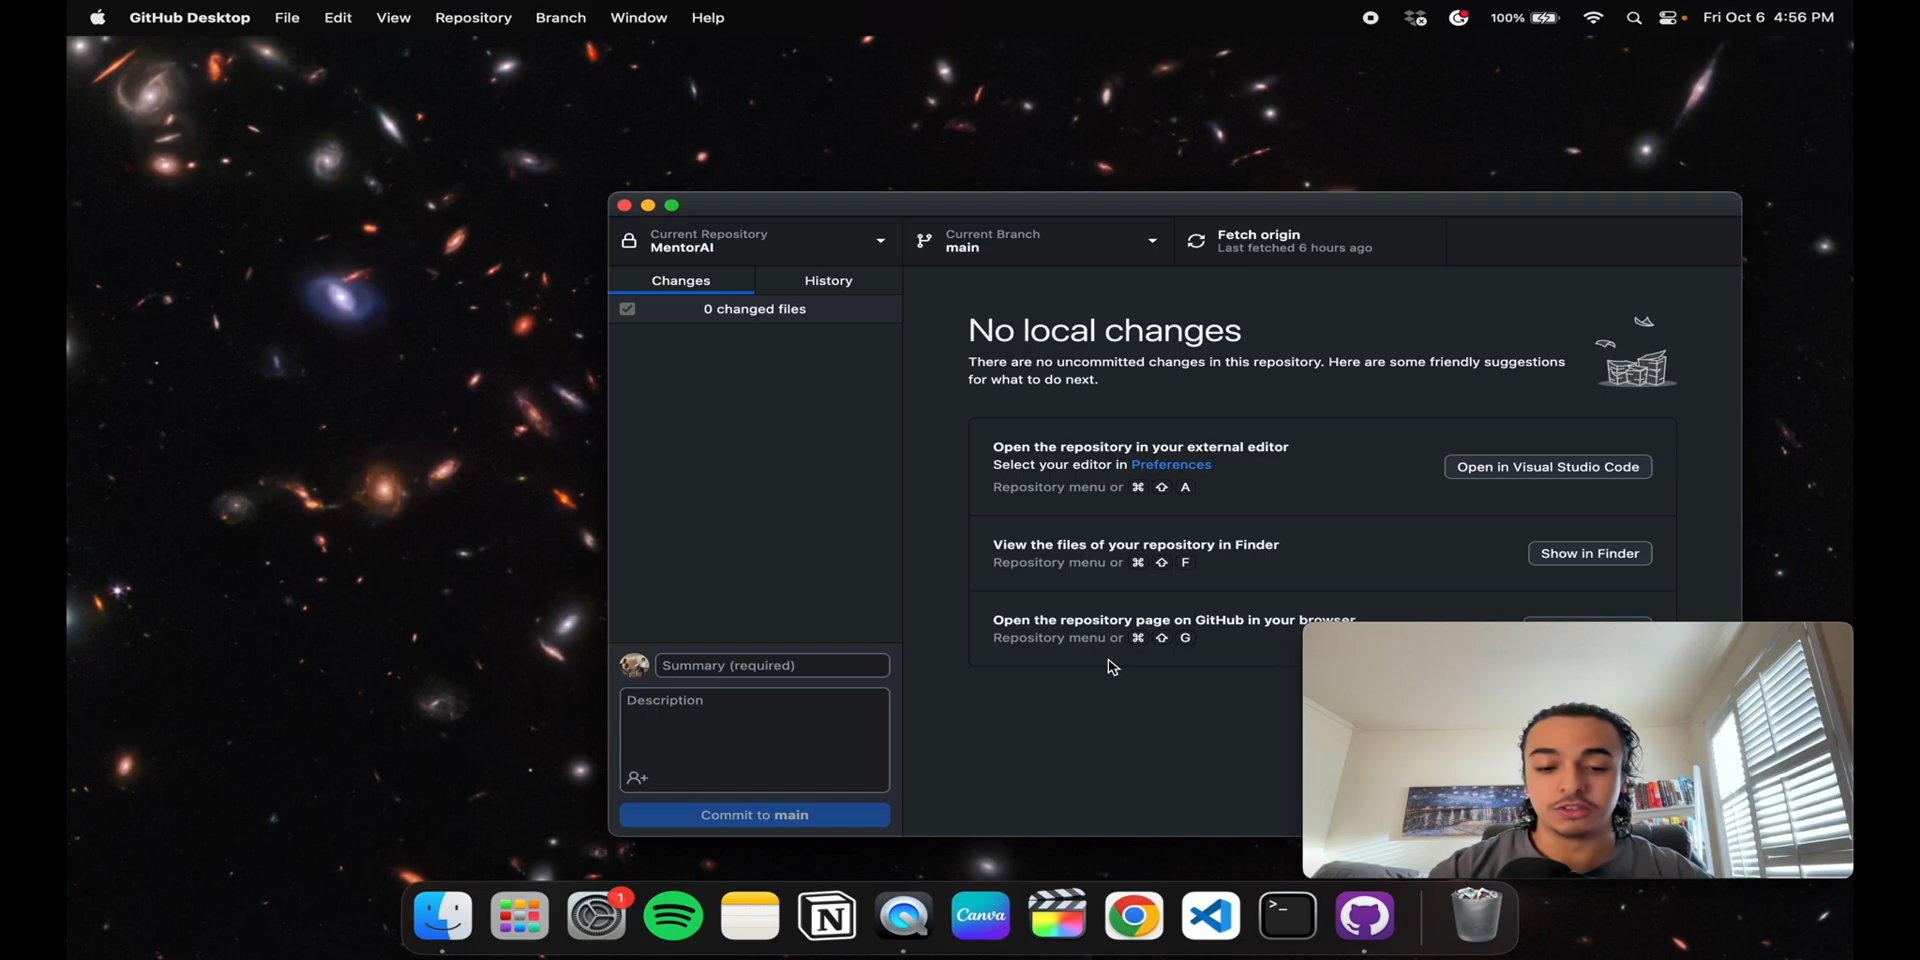 GitHub Desktop File Edit View Repository Branch Window Help 100% Fri Oct 6 4:56 PM
Current Repository
MentorAI
Current Branch
main
Fetch origin
Last fetched 6 hours ago
Changes History
0 changed files
No local changes
There are no uncommitted changes in this repository. Here are some friendly suggestions
for what to do next.
Open the repository in your external editor
Select your editor in Preferences
Repository menu or ⌘ ⇧ A
Open in Visual Studio Code
View the files of your repository in Finder
Repository menu or ⌘ ⇧ F
Show in Finder
Open the repository page on GitHub in your browser
Repository menu or ⌘ ⇧ G
Summary (required)
Description
Commit to main
1
N
Canva
>_